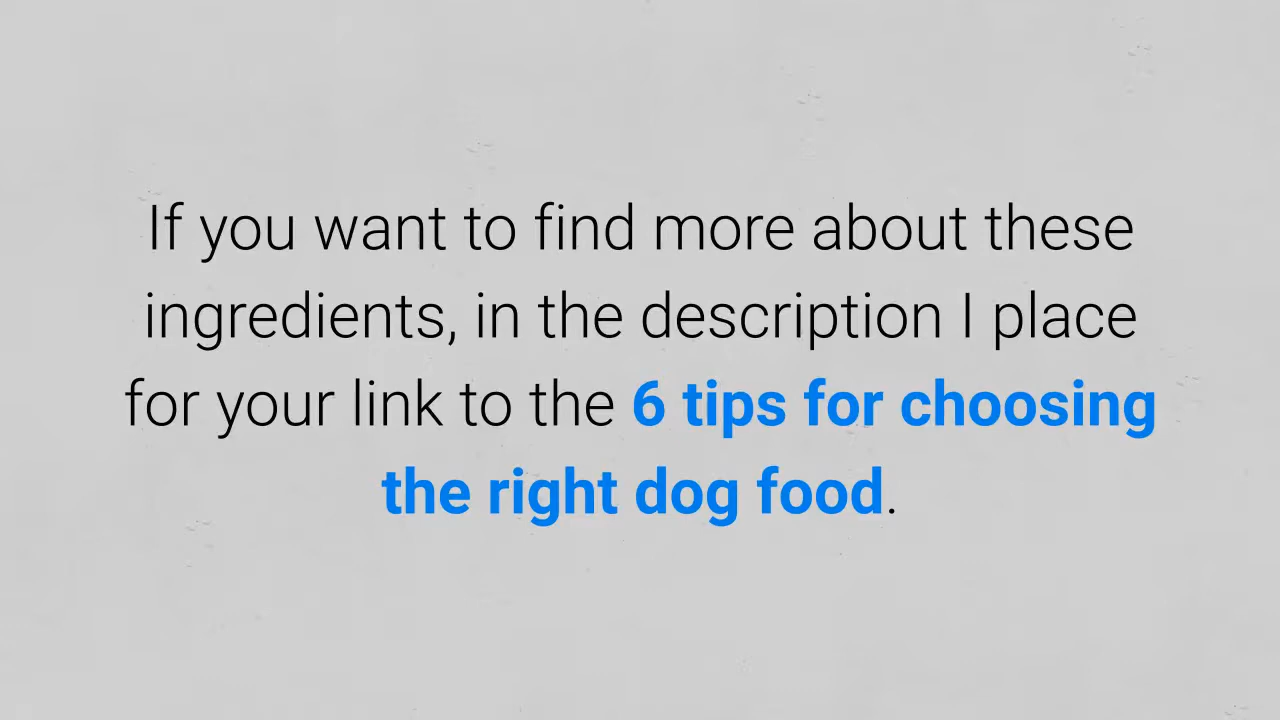 If you want to find more about these
ingredients, in the description I place
for your link to the 6 tips for choosing
the right dog food.